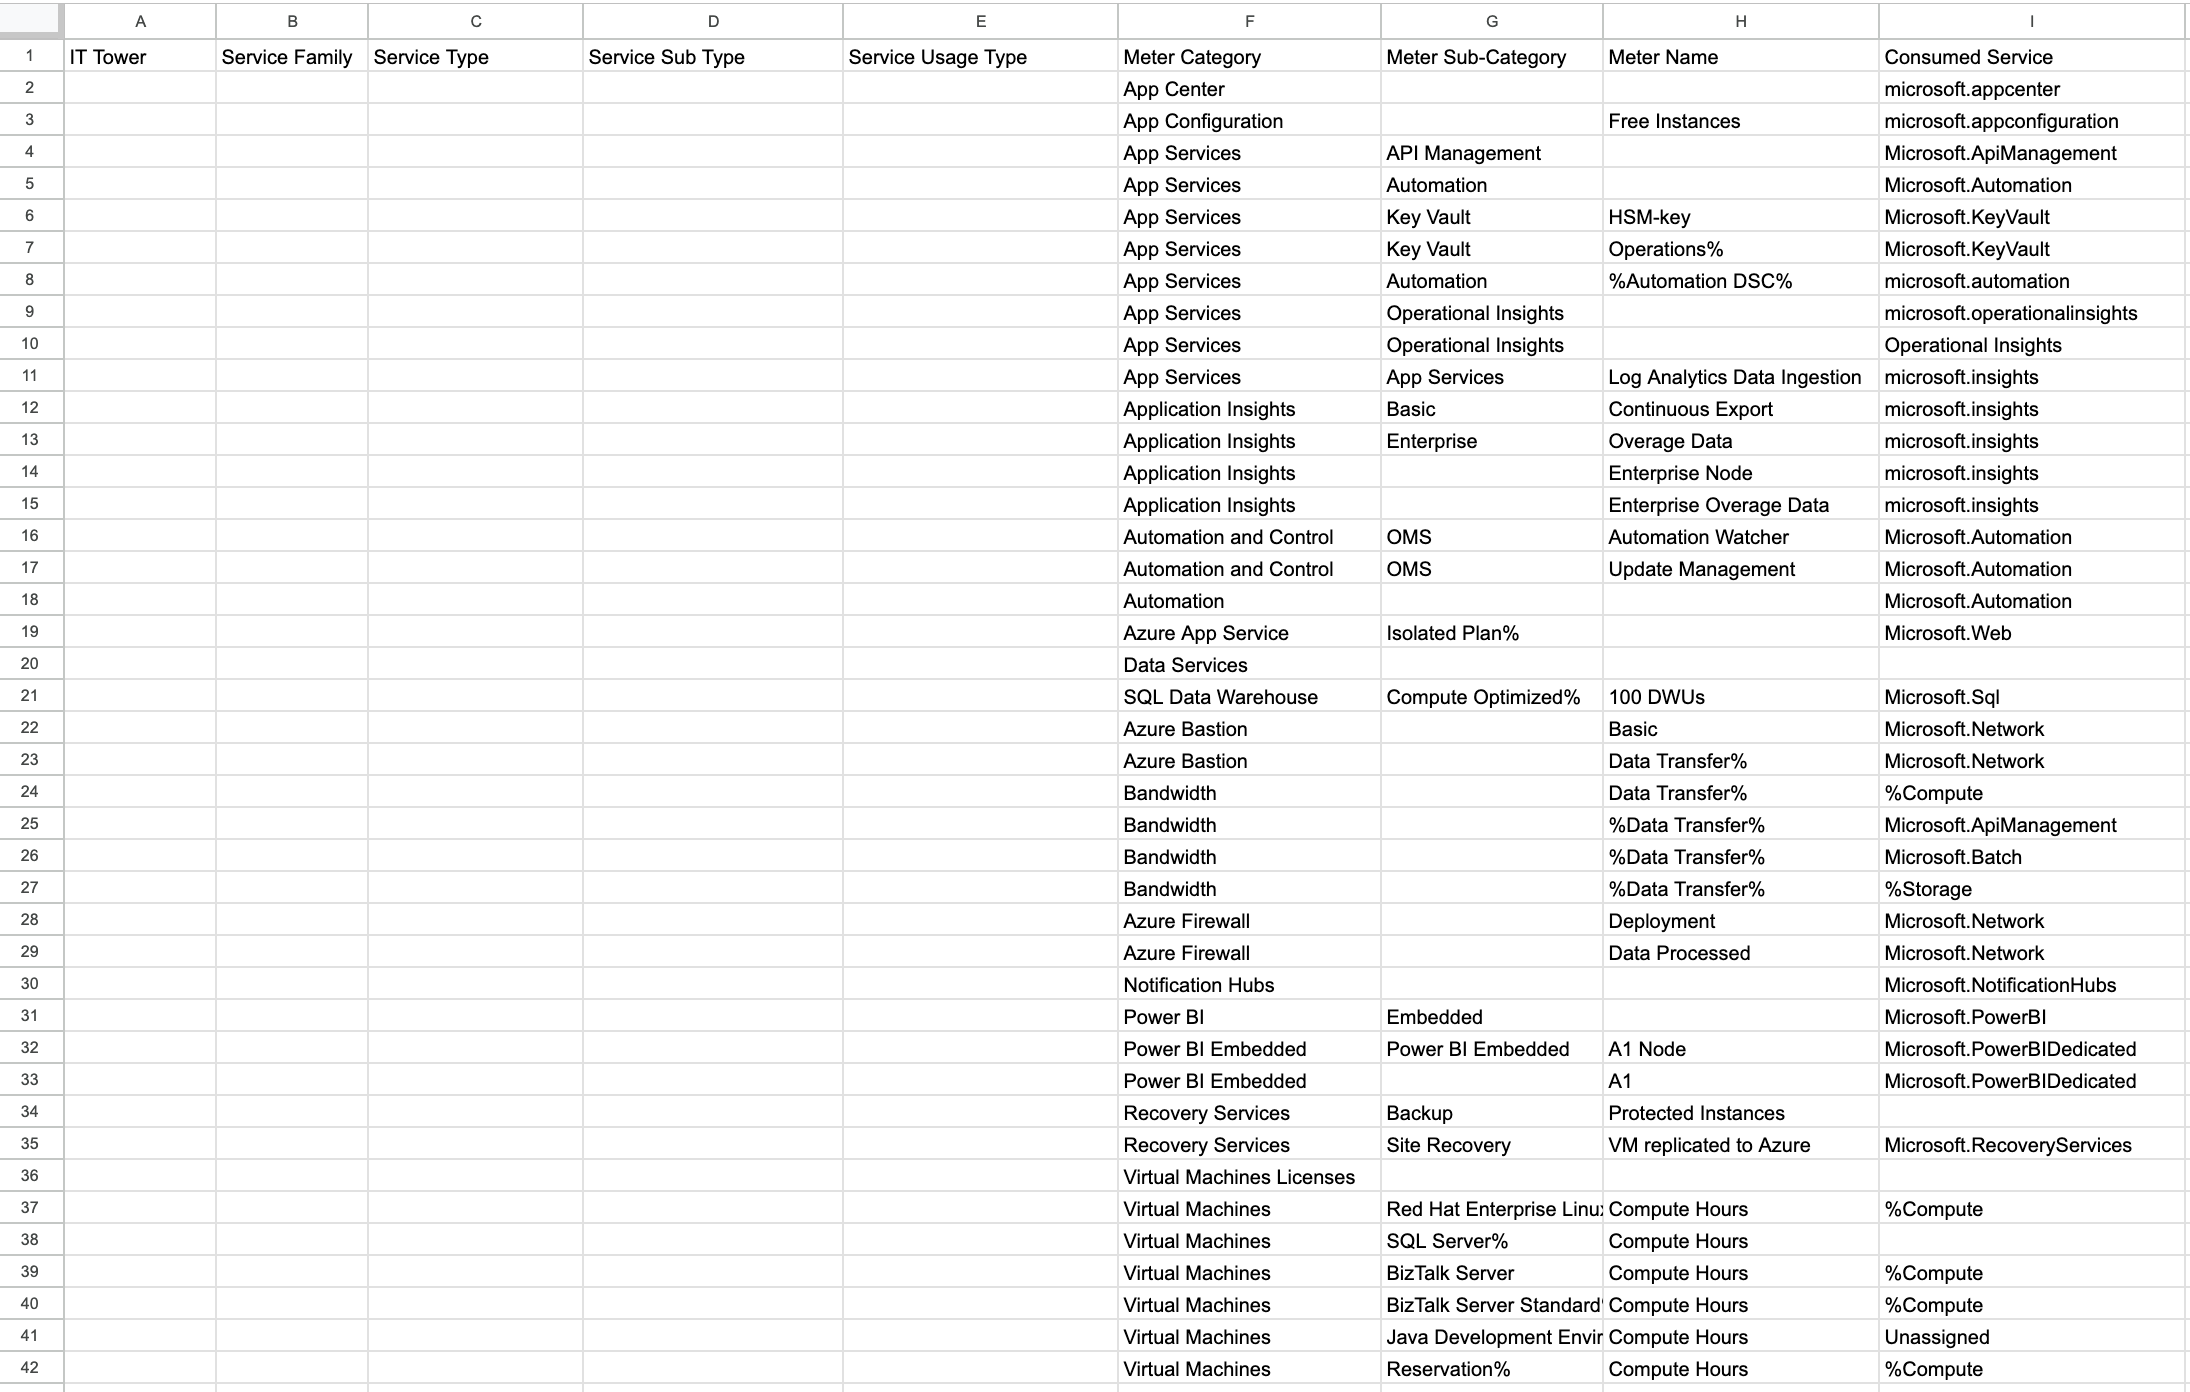 A B C D E F G H I
1 IT Tower Service Family Service Type Service Sub Type Service Usage Type Meter Category Meter Sub-Category Meter Name Consumed Service
2 App Center microsoft.appcenter
3 App Configuration Free Instances microsoft.appconfiguration
4 App Services API Management Microsoft.ApiManagement
5 App Services Automation Microsoft.Automation
6 App Services Key Vault HSM-key Microsoft.KeyVault
7 App Services Key Vault Operations% Microsoft.KeyVault
8 App Services Automation %Automation DSC% microsoft.automation
9 App Services Operational Insights microsoft.operationalinsights
10 App Services Operational Insights Operational Insights
11 App Services App Services Log Analytics Data Ingestion microsoft.insights
12 Application Insights Basic Continuous Export microsoft.insights
13 Application Insights Enterprise Overage Data microsoft.insights
14 Application Insights Enterprise Node microsoft.insights
15 Application Insights Enterprise Overage Data microsoft.insights
16 Automation and Control OMS Automation Watcher Microsoft.Automation
17 Automation and Control OMS Update Management Microsoft.Automation
18 Automation Microsoft.Automation
19 Azure App Service Isolated Plan% Microsoft.Web
20 Data Services
21 SQL Data Warehouse Compute Optimized% 100 DWUs Microsoft.Sql
22 Azure Bastion Basic Microsoft.Network
23 Azure Bastion Data Transfer% Microsoft.Network
24 Bandwidth Data Transfer% %Compute
25 Bandwidth %Data Transfer% Microsoft.ApiManagement
26 Bandwidth %Data Transfer% Microsoft.Batch
27 Bandwidth %Data Transfer% %Storage
28 Azure Firewall Deployment Microsoft.Network
29 Azure Firewall Data Processed Microsoft.Network
30 Notification Hubs Microsoft.NotificationHubs
31 Power BI Embedded Microsoft.PowerBI
32 Power BI Embedded Power BI Embedded A1 Node Microsoft.PowerBIDedicated
33 Power BI Embedded A1 Microsoft.PowerBIDedicated
34 Recovery Services Backup Protected Instances
35 Recovery Services Site Recovery VM replicated to Azure Microsoft.RecoveryServices
36 Virtual Machines Licenses
37 Virtual Machines Red Hat Enterprise Linu Compute Hours %Compute
38 Virtual Machines SQL Server% Compute Hours
39 Virtual Machines BizTalk Server Compute Hours %Compute
40 Virtual Machines BizTalk Server Standard Compute Hours %Compute
41 Virtual Machines Java Development Envir Compute Hours Unassigned
42 Virtual Machines Reservation% Compute Hours %Compute